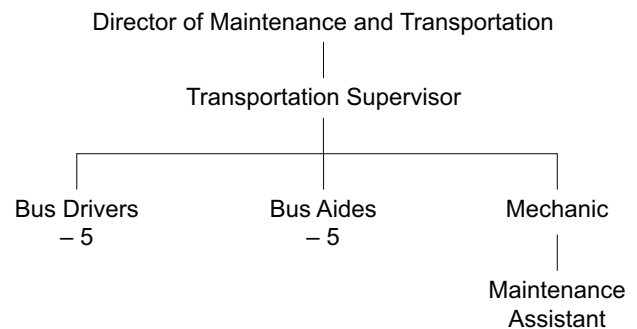 Director of Maintenance and Transportation
Transportation Supervisor
Bus Drivers
– 5
Bus Aides
– 5
Mechanic
Maintenance
Assistant